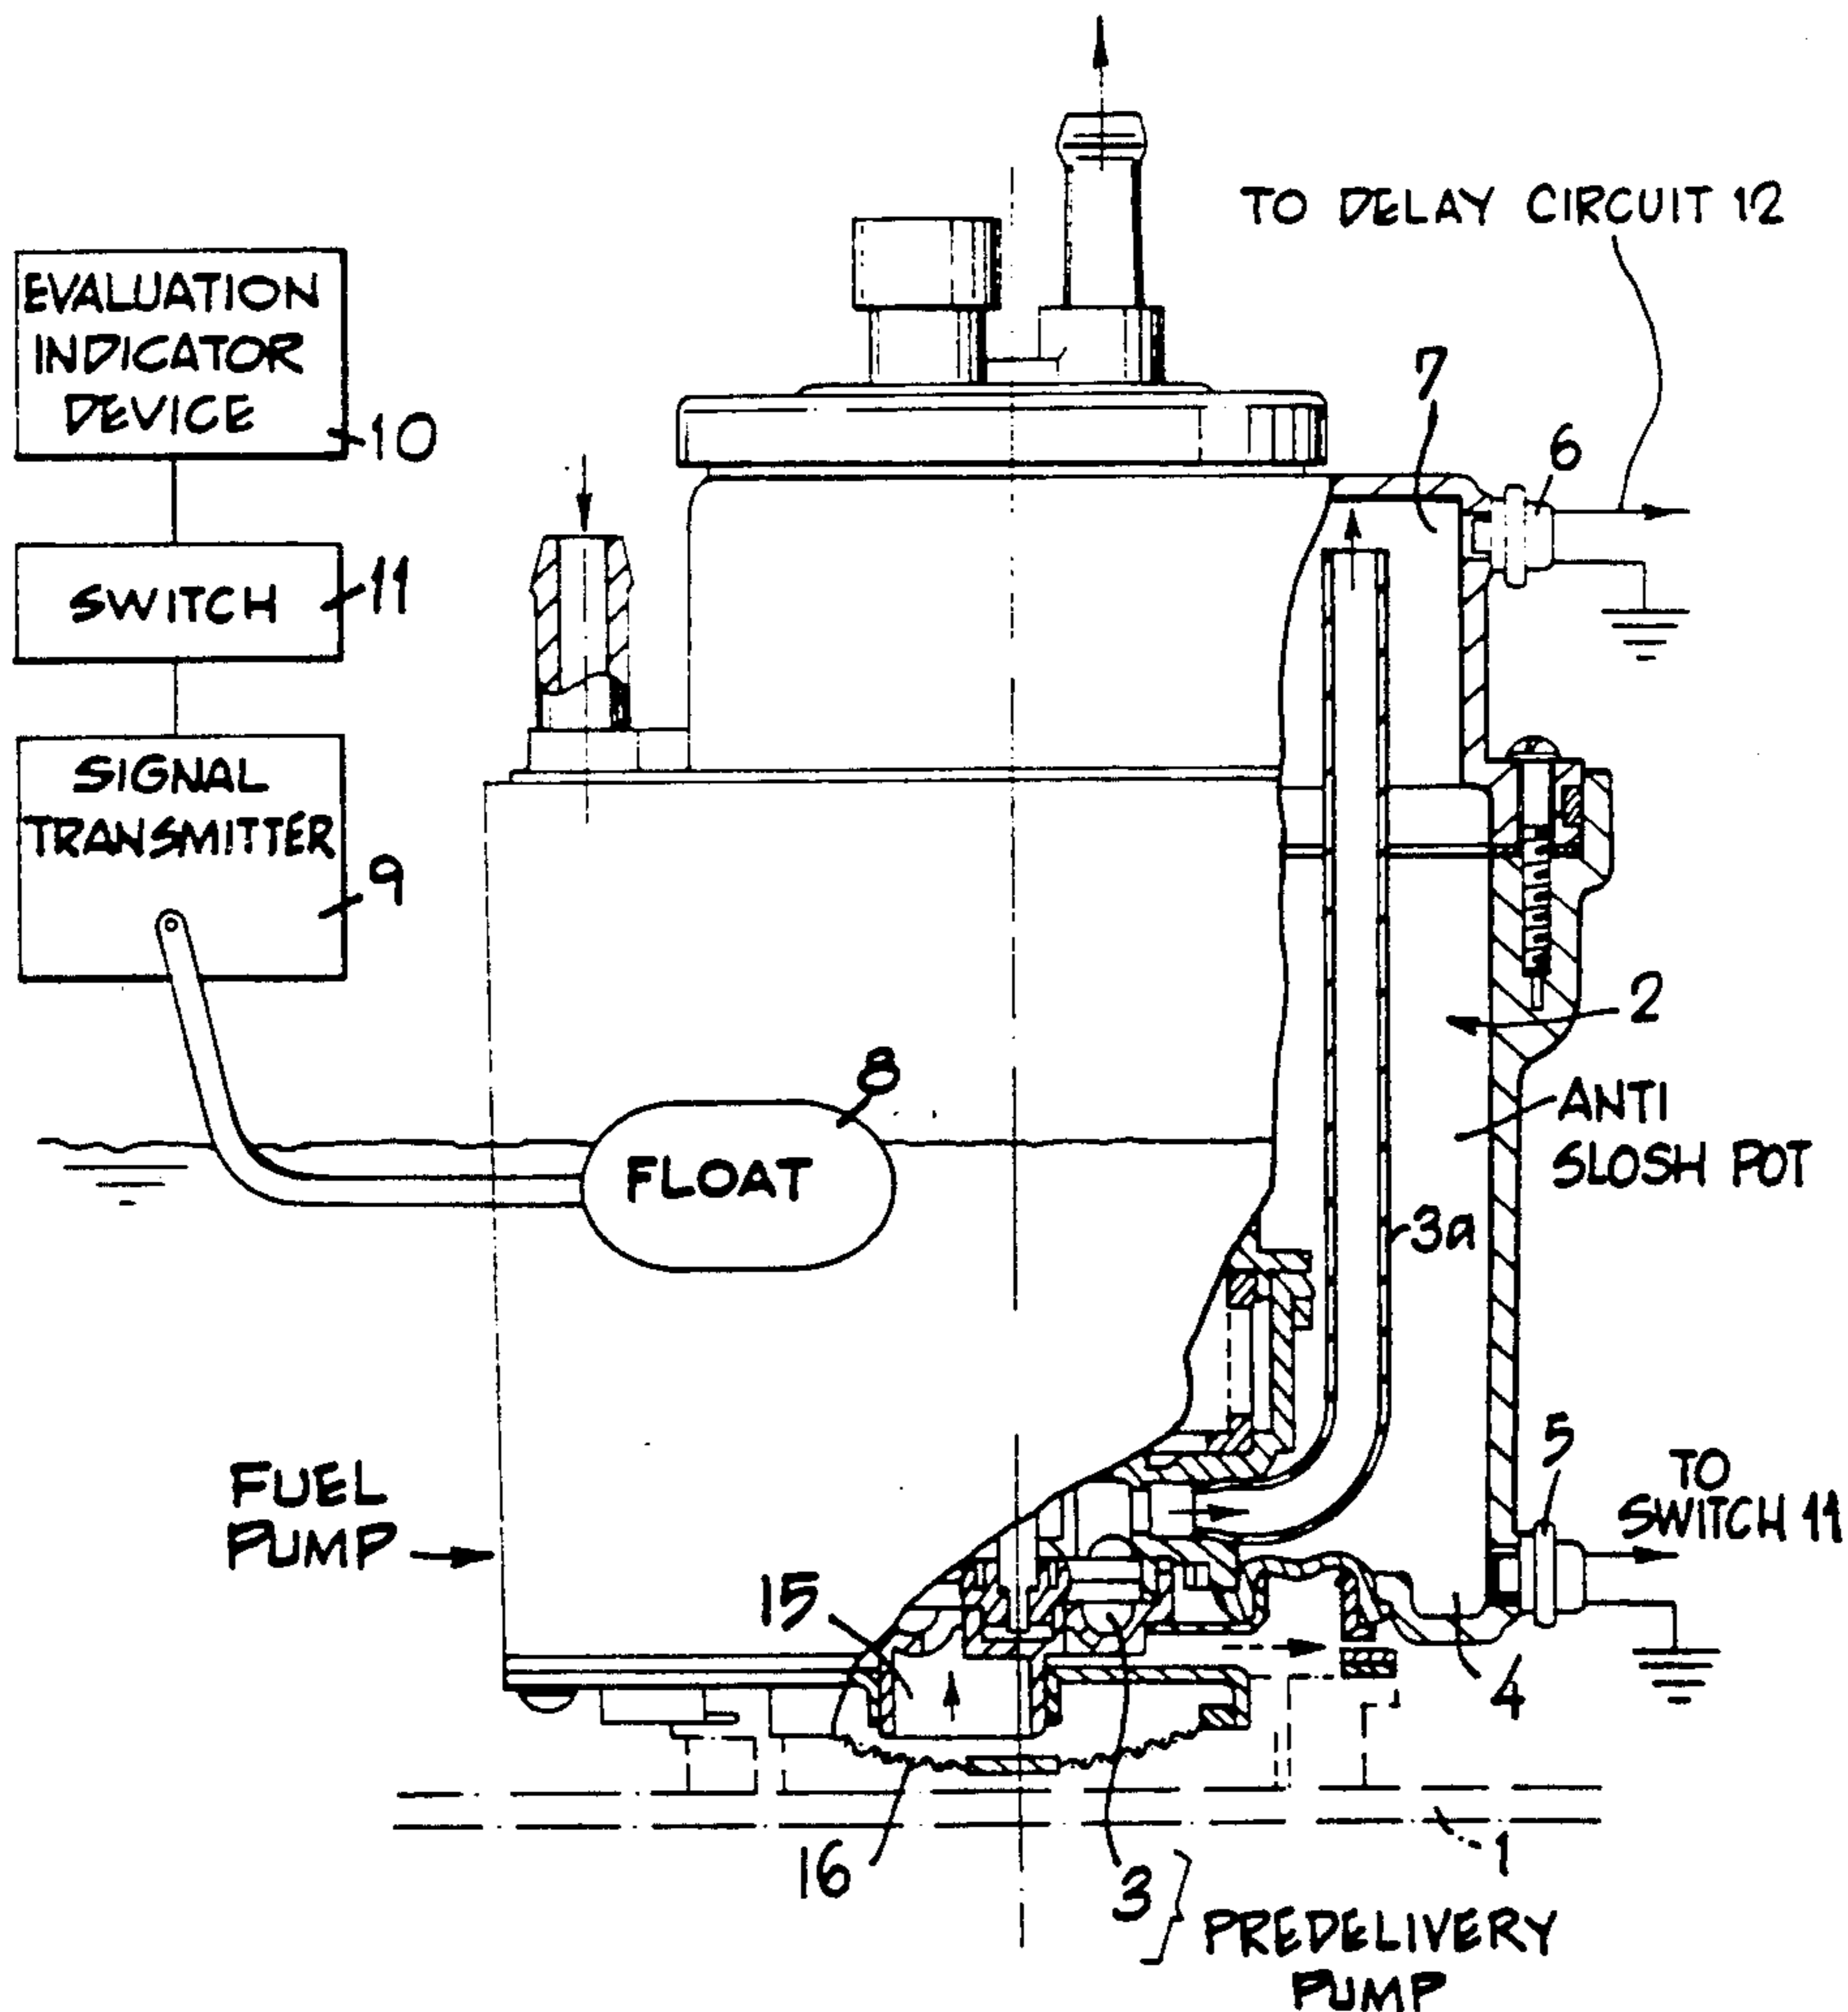 TO DELAY CIRCUIT 12
EVALUATION
INDICATOR
DEVICE
10
7
6
SWITCH
11
SIGNAL
TRANSMITTER
9
2
8
FLOAT
ANTI
SLOSH POT
3a
5
TO
SWITCH 11
FUEL
PUMP
15
4
16
3
1
PREDELIVERY
PUMP